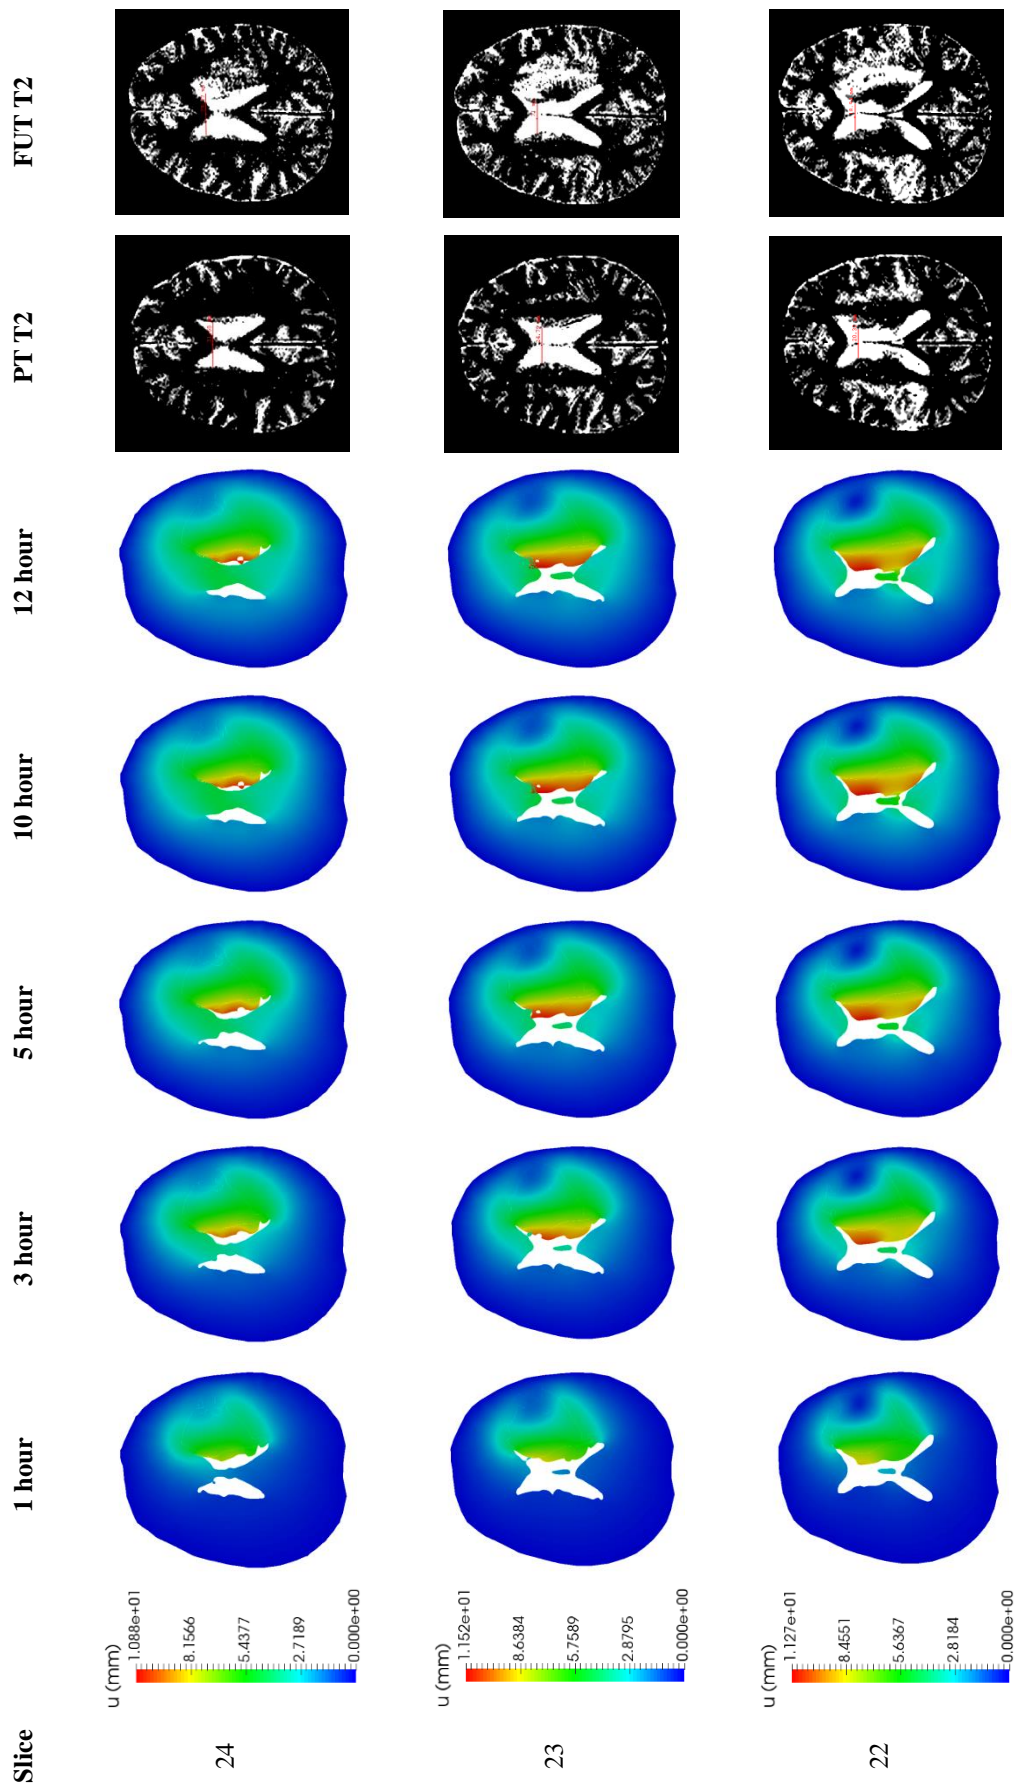 Slice 1 hour 3 hour 5 hour 10 hour 12 hour PT T2 FUT T2
24
u (mm)
1.088e+01
8.1566
5.4377
2.7189
0.000e+00
23
u (mm)
1.152e+01
8.6384
5.7589
2.8795
0.000e+00
22
u (mm)
1.127e+01
8.4551
5.6367
2.8184
0.000e+00